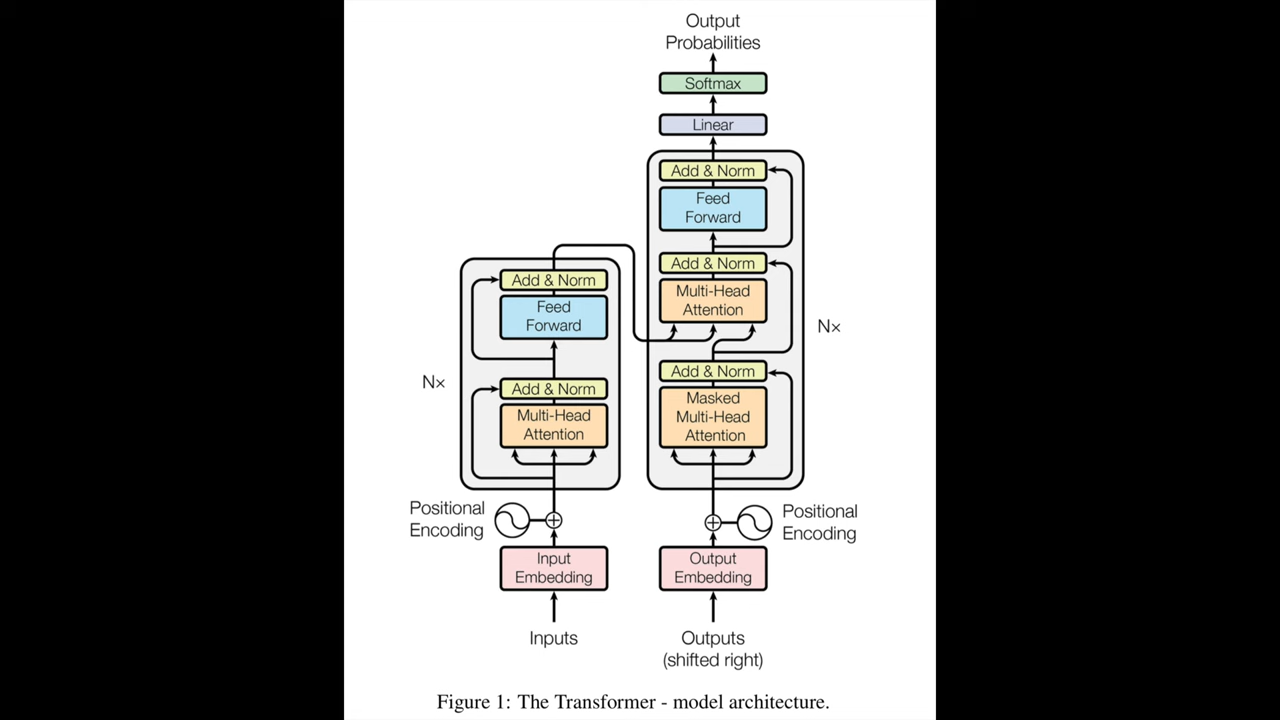 Output
Probabilities
Softmax
Linear
Add & Norm
Feed
Forward
Add & Norm
Multi-Head
Attention
Add & Norm
Masked
Multi-Head
Attention
Nx
Add & Norm
Feed
Forward
Add & Norm
Multi-Head
Attention
Nx
Positional
Encoding
Positional
Encoding
Input
Embedding
Output
Embedding
Inputs
Outputs
(shifted right)
Figure 1: The Transformer - model architecture.